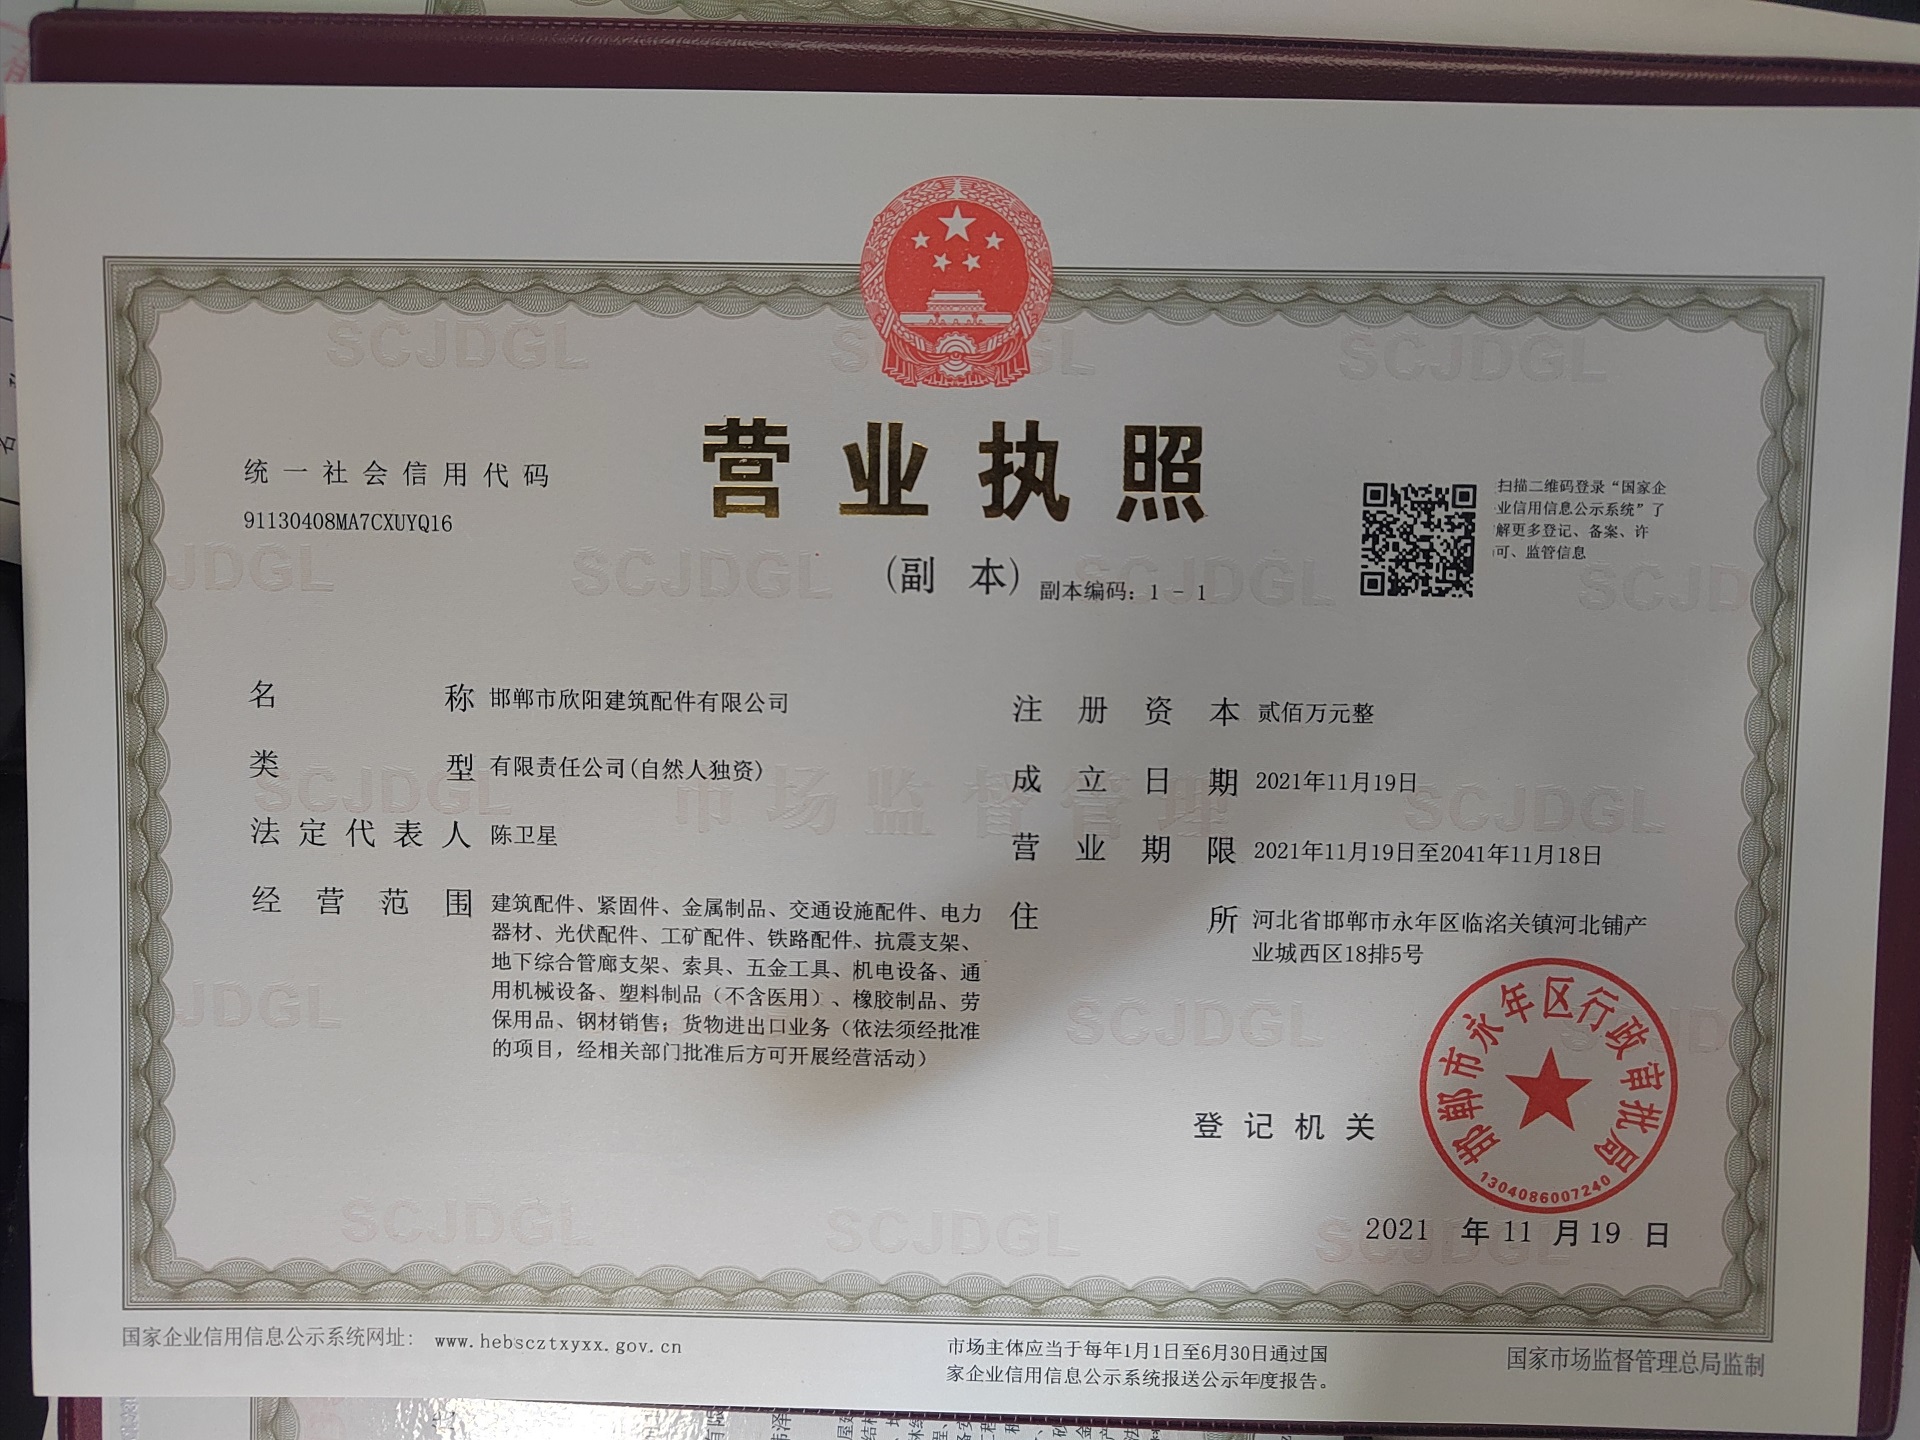 营业执照
(副 本) 副本编码：1 - 1
统一社会信用代码
91130408MA7CXUYQ16
扫描二维码登录“国家企
业信用信息公示系统”了
解更多登记、备案、许
可、监管信息
名称 邯郸市欣阳建筑配件有限公司
类型 有限责任公司(自然人独资)
法定代表人 陈卫星
经营范围 建筑配件、紧固件、金属制品、交通设施配件、电力
器材、光伏配件、工矿配件、铁路配件、抗震支架、
地下综合管廊支架、索具、五金工具、机电设备、通
用机械设备、塑料制品（不含医用）、橡胶制品、劳
保用品、钢材销售；货物进出口业务（依法须经批准
的项目，经相关部门批准后方可开展经营活动）
注册资本 贰佰万元整
成立日期 2021年11月19日
营业期限 2021年11月19日至2041年11月18日
住所 河北省邯郸市永年区临洺关镇河北铺产
业城西区18排5号
登记机关
邯郸市永年区行政审批局
1304086007240
2021 年 11 月 19 日
国家企业信用信息公示系统网址： www.hebscztxyxx.gov.cn
市场主体应当于每年1月1日至6月30日通过国
家企业信用信息公示系统报送公示年度报告。
国家市场监督管理总局监制
SCJDGL
市场监督管理